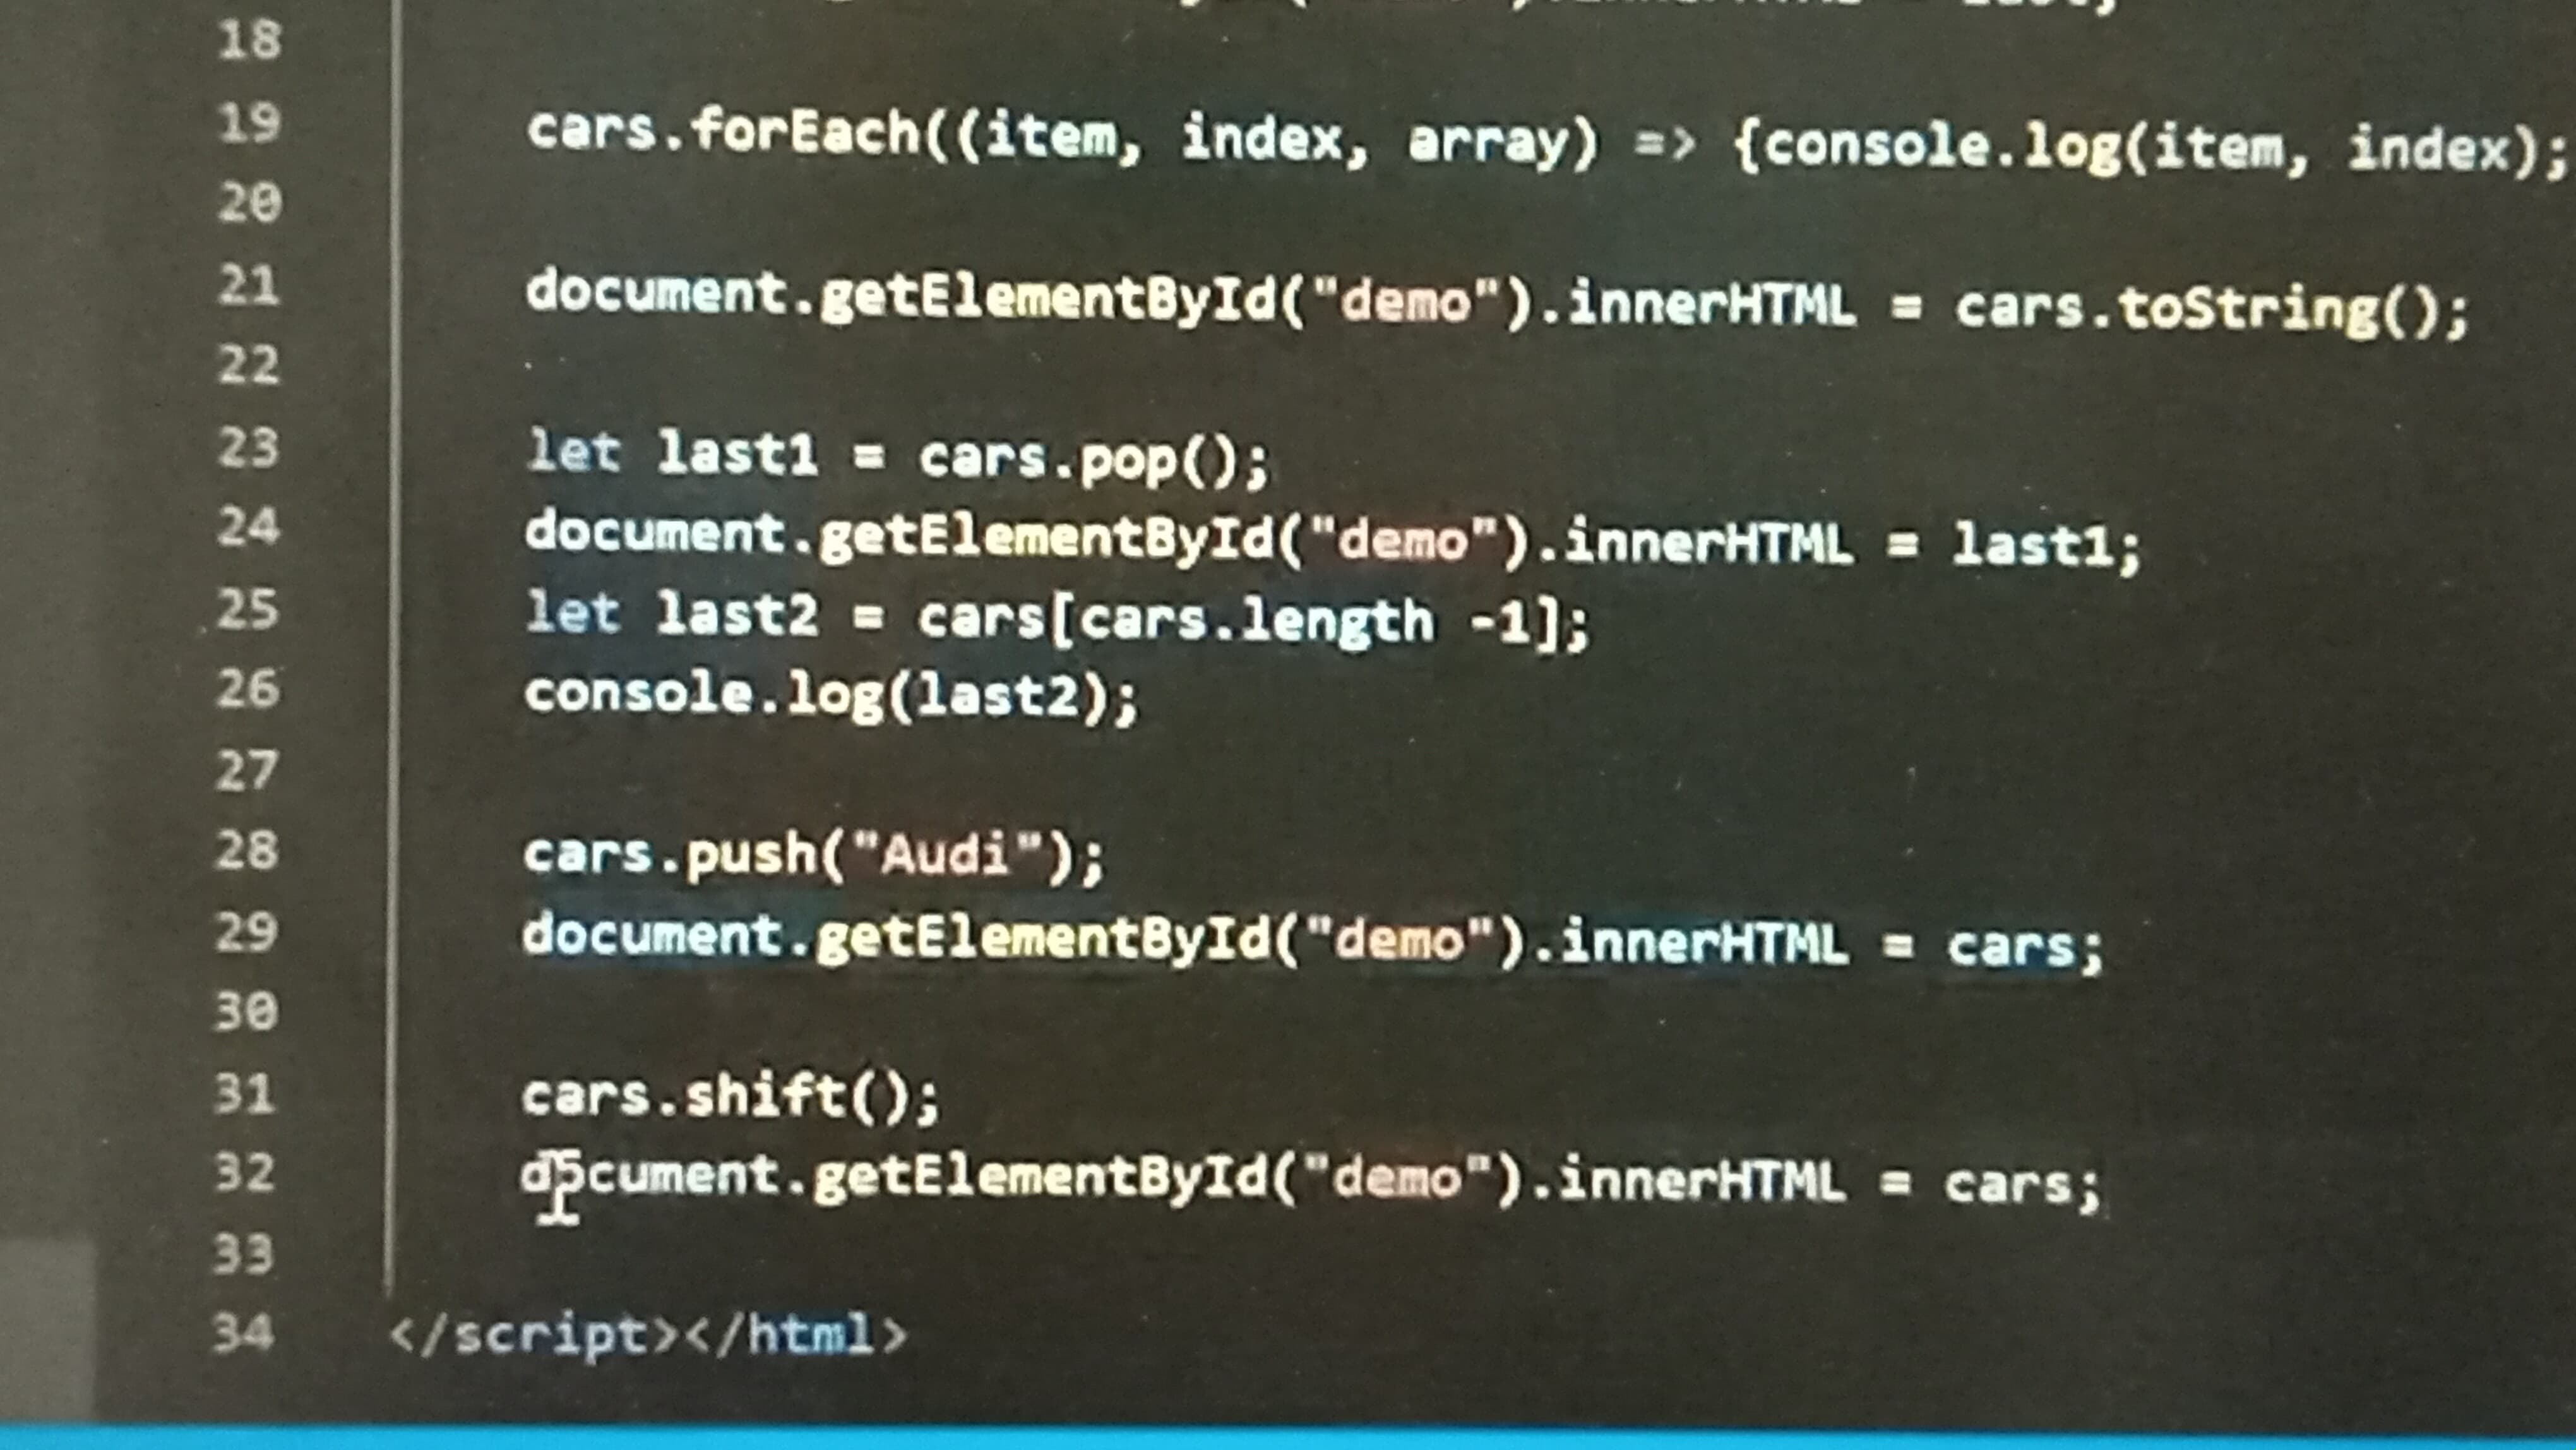 18
19 cars.forEach((item, index, array) => {console.log(item, index);
20
21 document.getElementById("demo").innerHTML = cars.toString();
22
23 let last1 = cars.pop();
24 document.getElementById("demo").innerHTML = last1;
25 let last2 = cars[cars.length -1];
26 console.log(last2);
27
28 cars.push("Audi");
29 document.getElementById("demo").innerHTML = cars;
30
31 cars.shift();
32 document.getElementById("demo").innerHTML = cars;
33
34 </script></html>